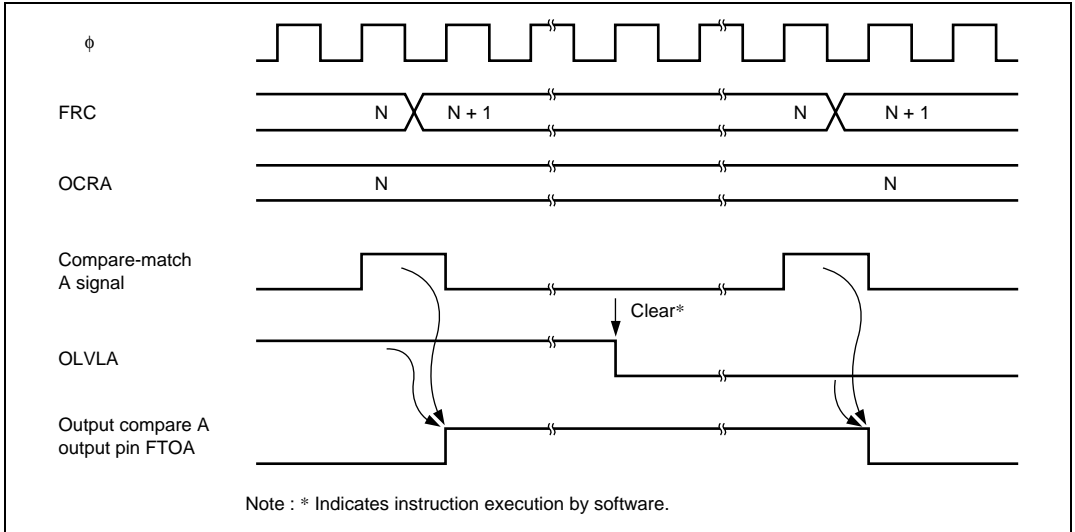 ϕ
FRC
N
N + 1
N
N + 1
OCRA
N
N
Compare-match
A signal
Clear*
OLVLA
Output compare A
output pin FTOA
Note : * Indicates instruction execution by software.